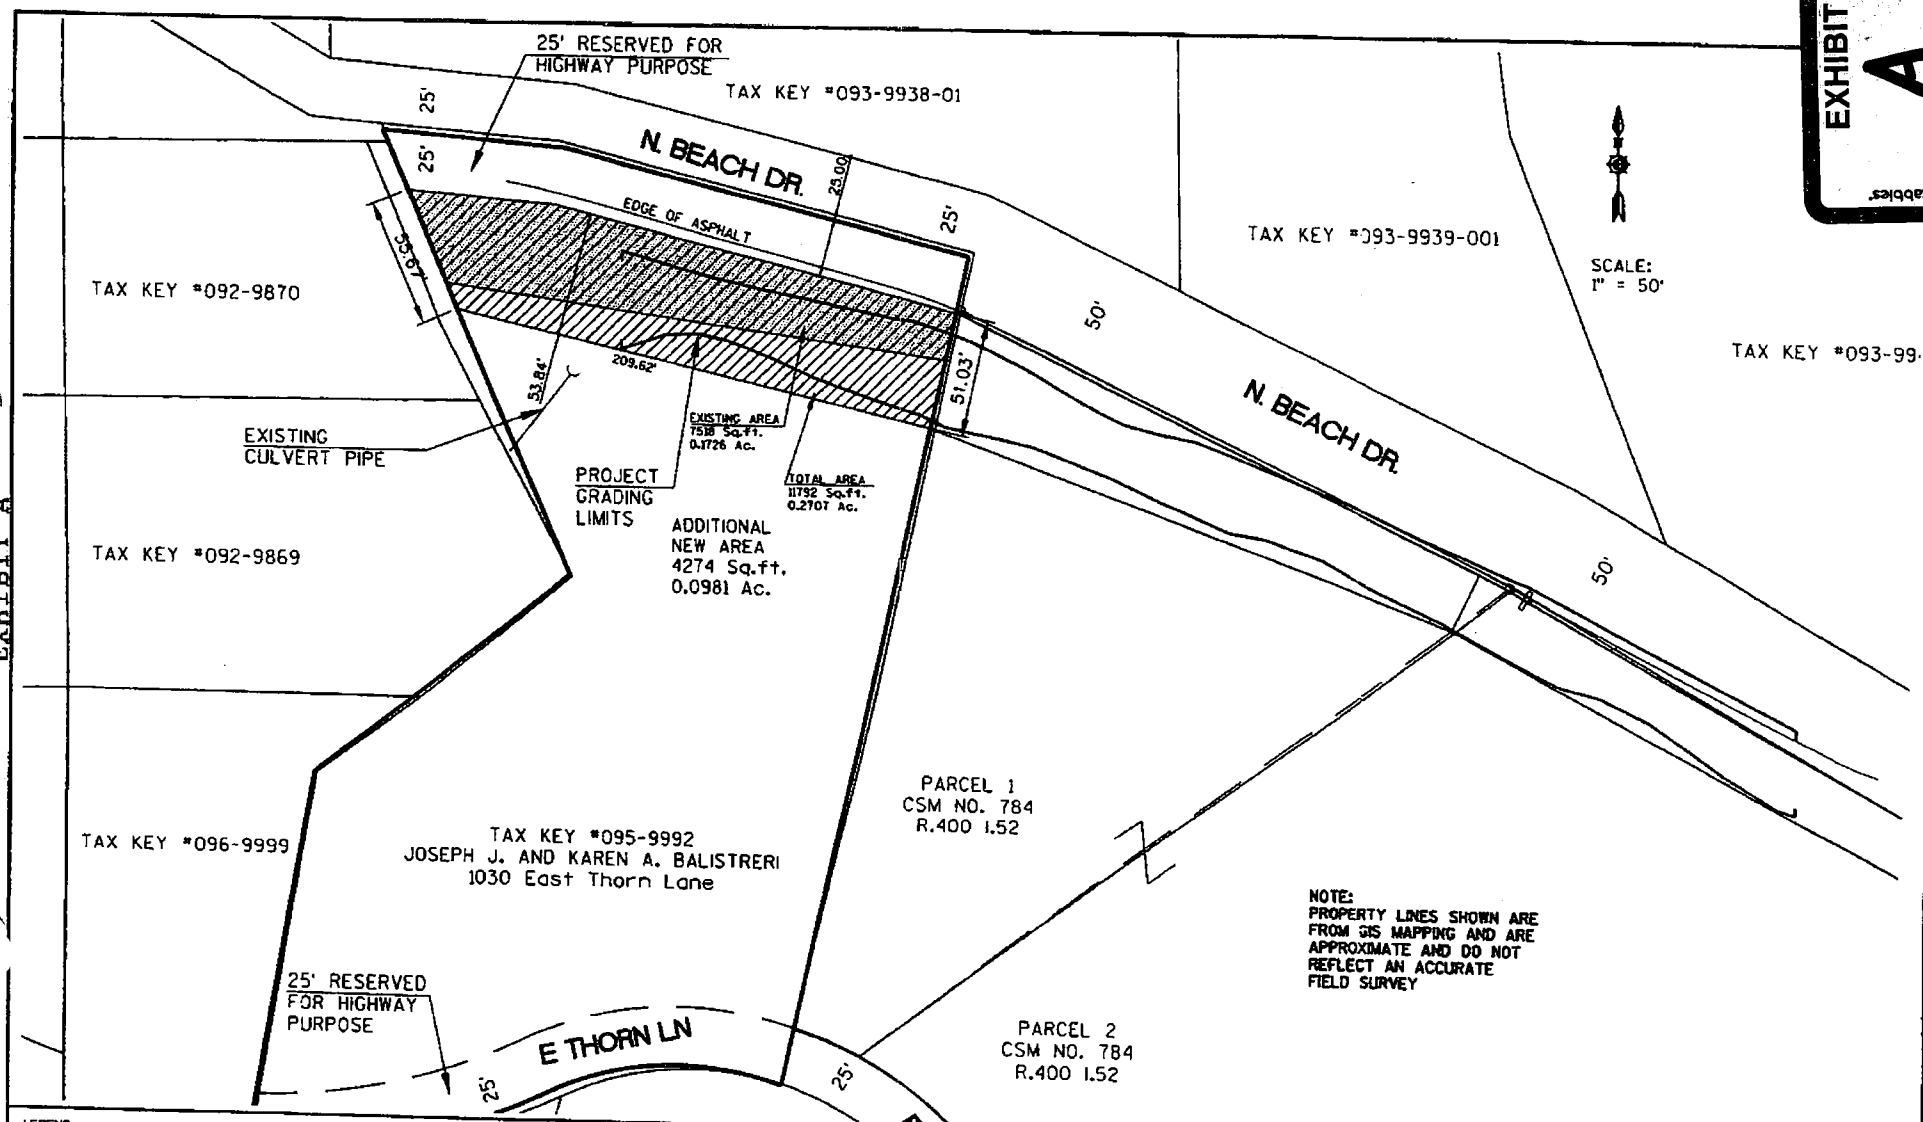 25' RESERVED FOR
HIGHWAY PURPOSE
EXHIBIT
A
TAX KEY #093-9938-01
25'
25'
N. BEACH DR.
25.00
25'
EDGE OF ASPHALT
TAX KEY #093-9939-001
SCALE:
1" = 50'
TAX KEY #092-9870
55.67'
50'
TAX KEY #093-99
209.62'
53.84'
51.03'
N. BEACH DR.
EXISTING
CULVERT PIPE
EXISTING AREA
7518 Sq.ft.
0.1726 Ac.
PROJECT
GRADING
LIMITS
TOTAL AREA
11792 Sq.ft.
0.2707 Ac.
ADDITIONAL
NEW AREA
4274 Sq.ft.
0.0981 Ac.
TAX KEY #092-9869
50'
PARCEL 1
CSM NO. 784
R.400 I.52
TAX KEY #096-9999
TAX KEY #095-9992
JOSEPH J. AND KAREN A. BALISTRERI
1030 East Thorn Lane
NOTE:
PROPERTY LINES SHOWN ARE
FROM GIS MAPPING AND ARE
APPROXIMATE AND DO NOT
REFLECT AN ACCURATE
FIELD SURVEY
25' RESERVED
FOR HIGHWAY
PURPOSE
E THORN LN
25'
25'
PARCEL 2
CSM NO. 784
R.400 I.52